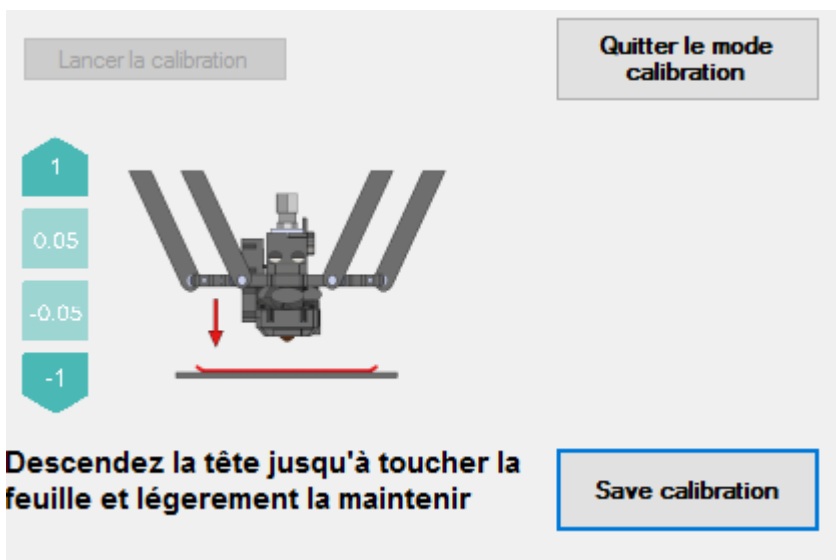 Lancer la calibration
Quitter le mode
calibration
1
0.05
-0.05
-1
Descendez la tête jusqu'à toucher la
feuille et légerement la maintenir
Save calibration